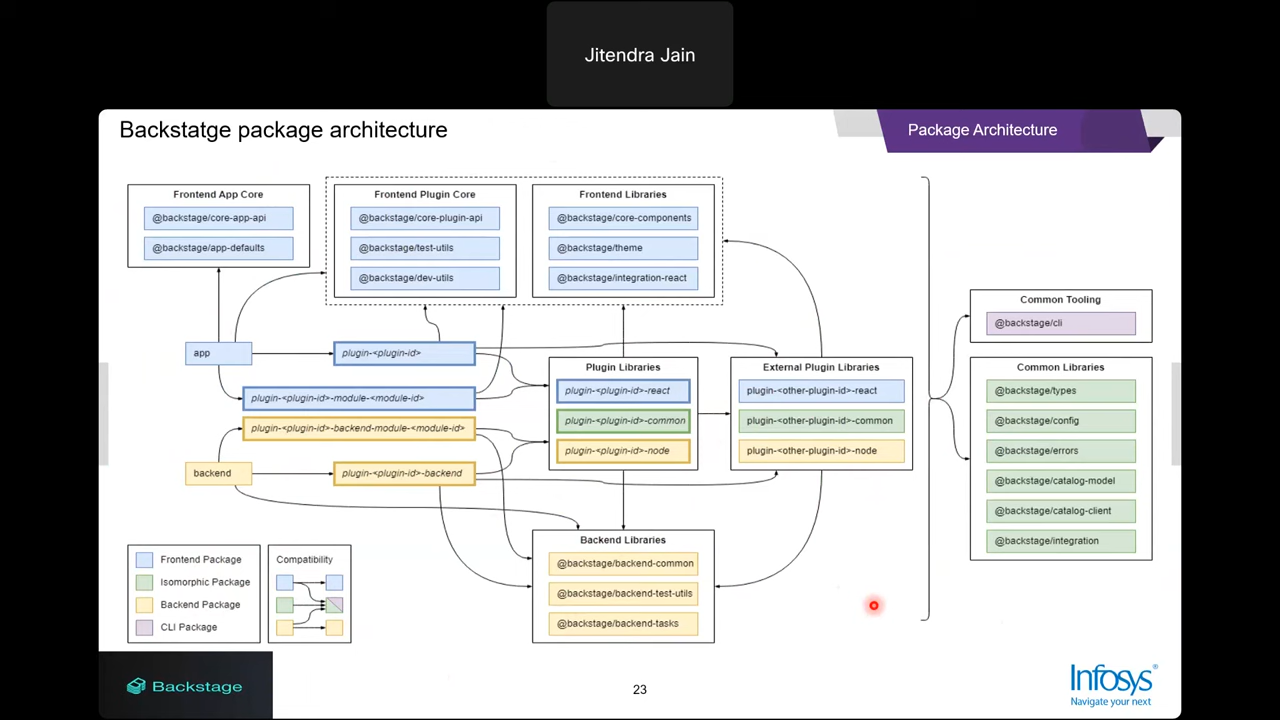 Jitendra Jain
Backstatge package architecture
Package Architecture
Frontend App Core
@backstage/core-app-api
@backstage/app-defaults
Frontend Plugin Core
@backstage/core-plugin-api
@backstage/test-utils
@backstage/dev-utils
Frontend Libraries
@backstage/core-components
@backstage/theme
@backstage/integration-react
Common Tooling
@backstage/cli
app
plugin-<plugin-id>
plugin-<plugin-id>-module-<module-id>
plugin-<plugin-id>-backend-module-<module-id>
backend
plugin-<plugin-id>-backend
Plugin Libraries
plugin-<plugin-id>-react
plugin-<plugin-id>-common
plugin-<plugin-id>-node
External Plugin Libraries
plugin-<other-plugin-id>-react
plugin-<other-plugin-id>-common
plugin-<other-plugin-id>-node
Common Libraries
@backstage/types
@backstage/config
@backstage/errors
@backstage/catalog-model
@backstage/catalog-client
@backstage/integration
Backend Libraries
@backstage/backend-common
@backstage/backend-test-utils
@backstage/backend-tasks
Frontend Package
Isomorphic Package
Backend Package
CLI Package
Compatibility
Backstage
23
Infosys®
Navigate your next